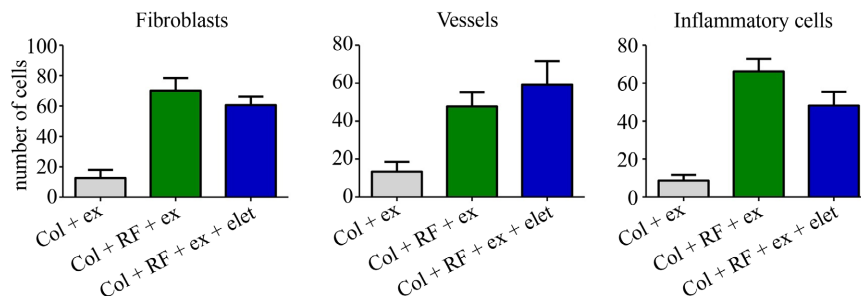 Fibroblasts
number of cells
100
80
60
40
20
0
Col + ex
Col + RF + ex
Col + RF + ex + elet
Vessels
80
60
40
20
0
Col + ex
Col + RF + ex
Col + RF + ex + elet
Inflammatory cells
80
60
40
20
0
Col + ex
Col + RF + ex
Col + RF + ex + elet